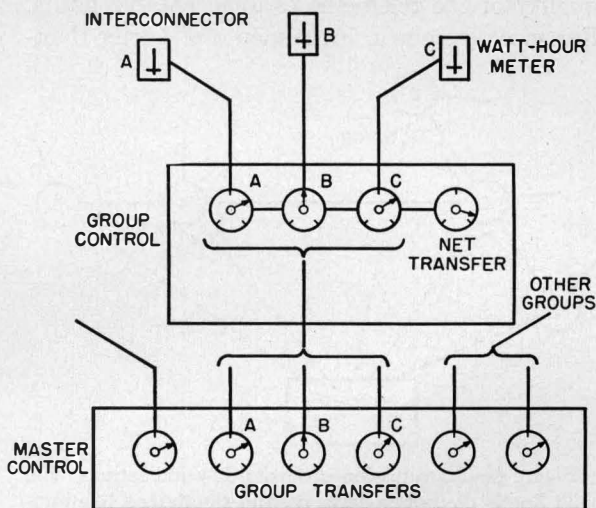 INTERCONNECTOR
A
B
C
WATT-HOUR
METER
A
B
C
GROUP
CONTROL
NET
TRANSFER
OTHER
GROUPS
A
B
C
MASTER
CONTROL
GROUP TRANSFERS